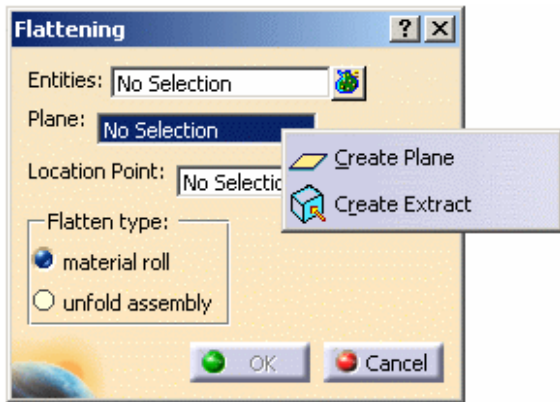 Flattening
Entities: No Selection
Plane: No Selection
Create Plane
Location Point: No Selectio
Create Extract
Flatten type:
material roll
unfold assembly
OK Cancel